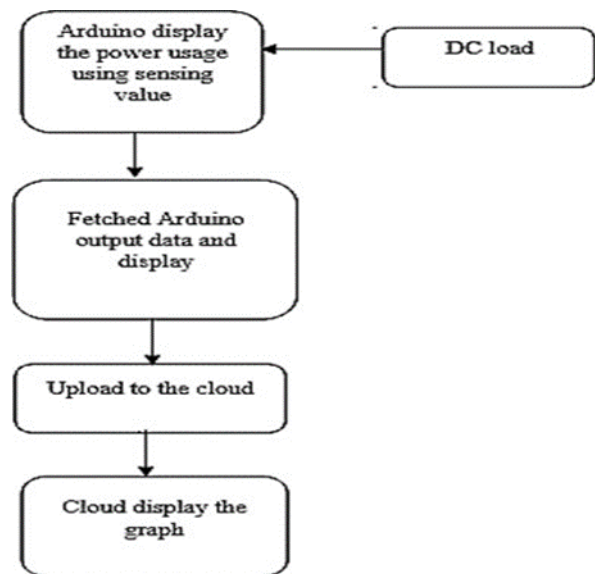 Arduino display
the power usage
using sensing
value
DC load
Fetched Arduino
output data and
display
Upload to the cloud
Cloud display the
graph